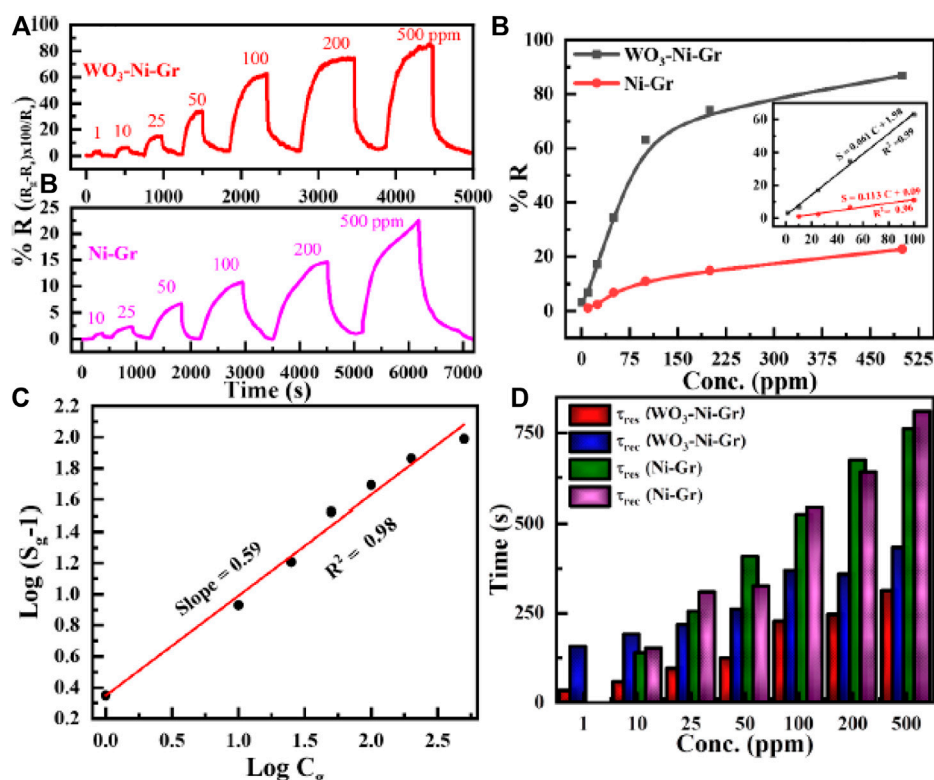 A
100
80
60
40
20
0
1
10
25
50
100
200
500 ppm
WO₃-Ni-Gr
0 1000 2000 3000 4000 5000
% R ((Rg-Ra)x100/Ra)
B
25
20
15
10
5
0
10
25
50
100
200
500 ppm
Ni-Gr
0 1000 2000 3000 4000 5000 6000 7000
Time (s)
B
100
80
60
40
20
0
% R
WO₃-Ni-Gr
Ni-Gr
60
40
20
0
S = 0.061 C + 1.98
R² =0.99
S = 0.113 C + 0.09
R² = 0.96
0 20 40 60 80 100
0 75 150 225 300 375 450 525
Conc. (ppm)
C
2.2
2.0
1.8
1.6
1.4
1.2
1.0
0.8
0.6
0.4
0.2
Log (Sg-1)
Slope = 0.59
R² = 0.98
0.0 0.5 1.0 1.5 2.0 2.5
Log Cg
D
τres (WO₃-Ni-Gr)
τrec (WO₃-Ni-Gr)
τres (Ni-Gr)
τrec (Ni-Gr)
750
500
250
0
Time (s)
1 10 25 50 100 200 500
Conc. (ppm)